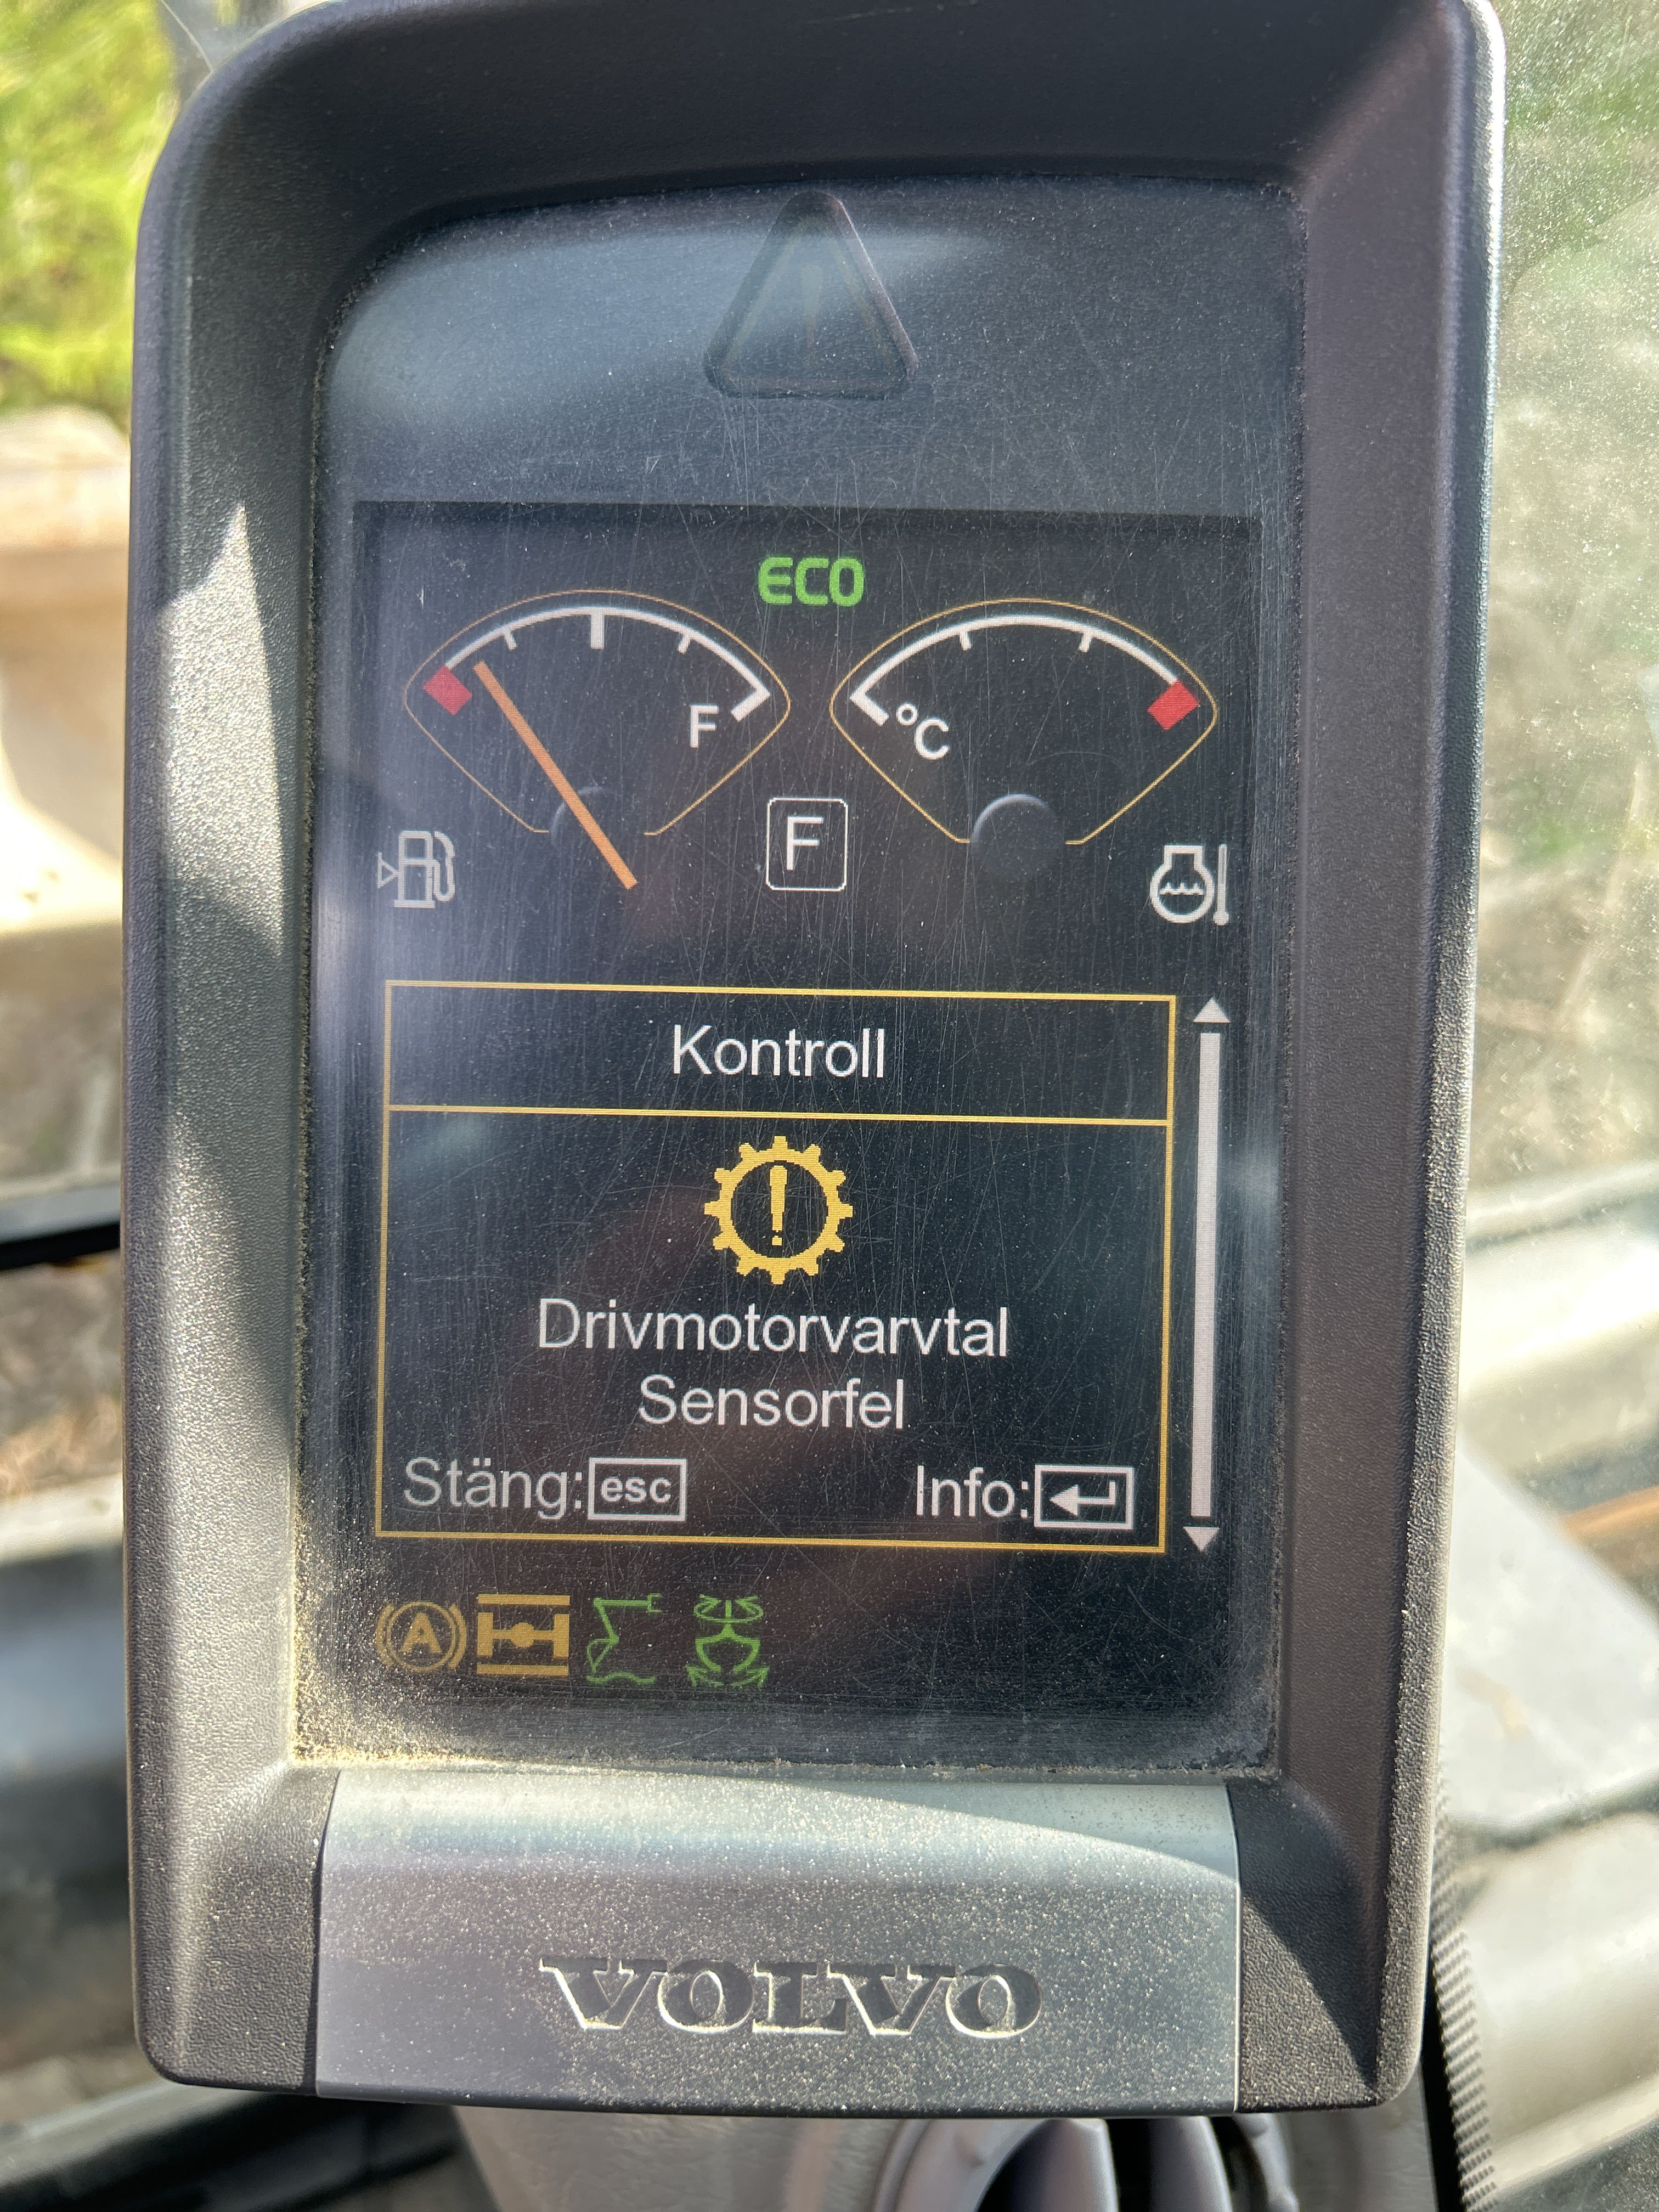 ECO
F
°C
F
Kontroll
Drivmotorvarvtal
Sensorfel
Stäng: esc
Info:
A
VOLVO